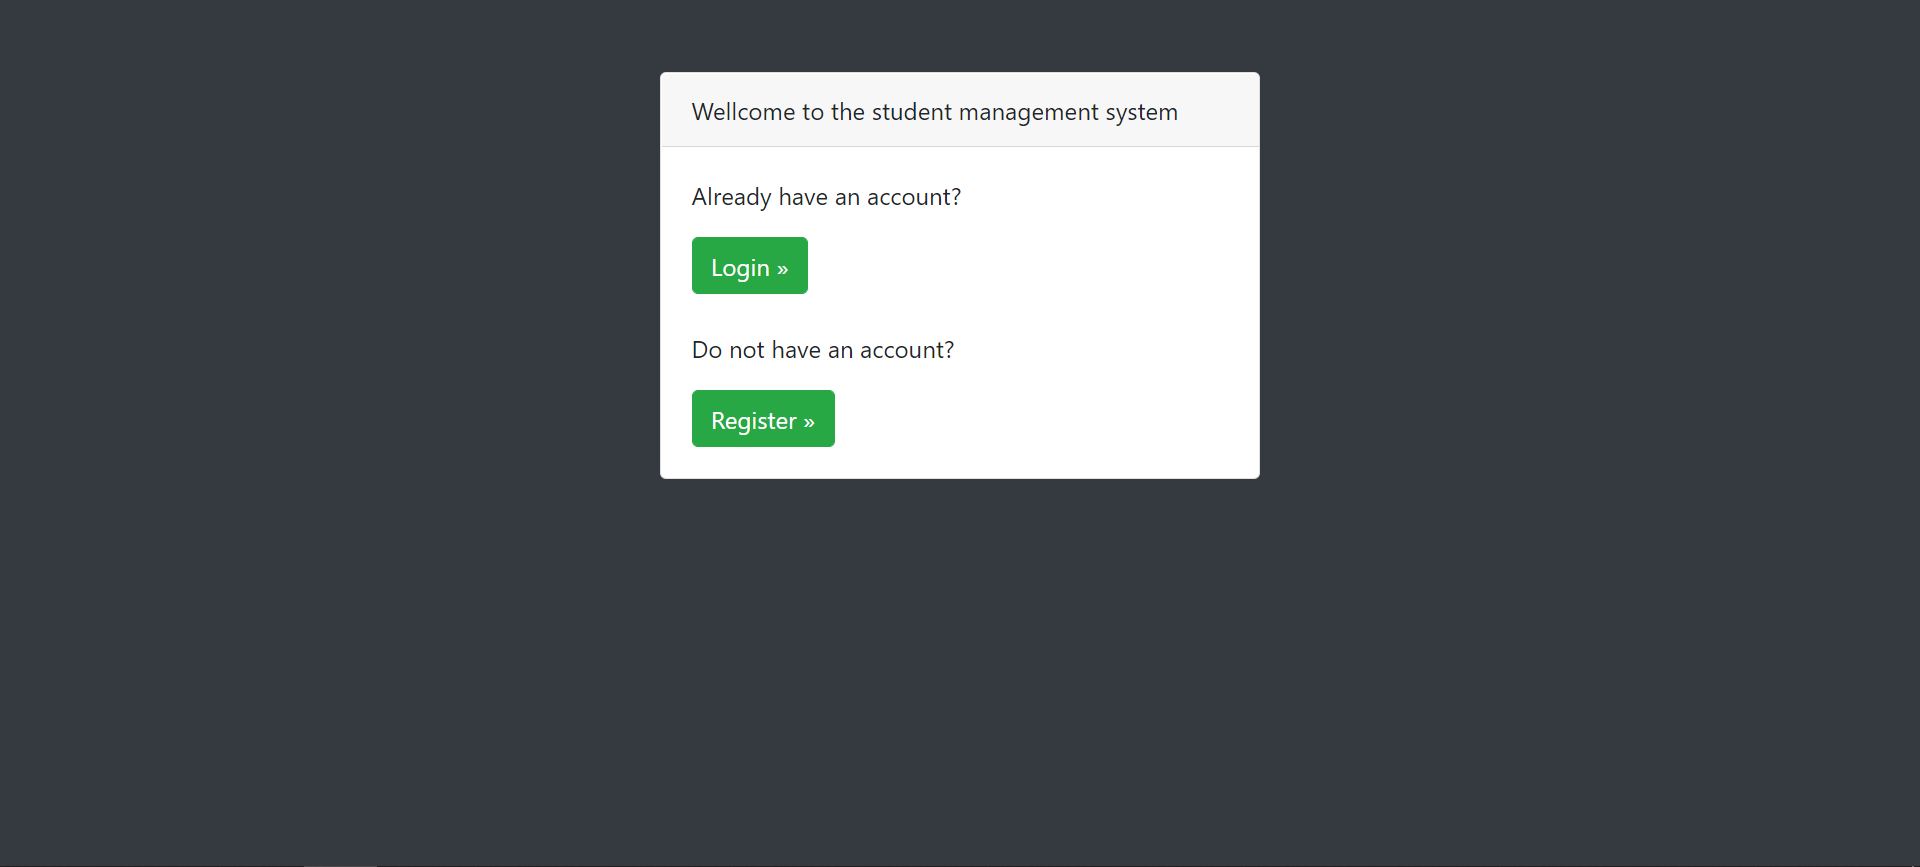 Wellcome to the student management system
Already have an account?
Login »
Do not have an account?
Register »